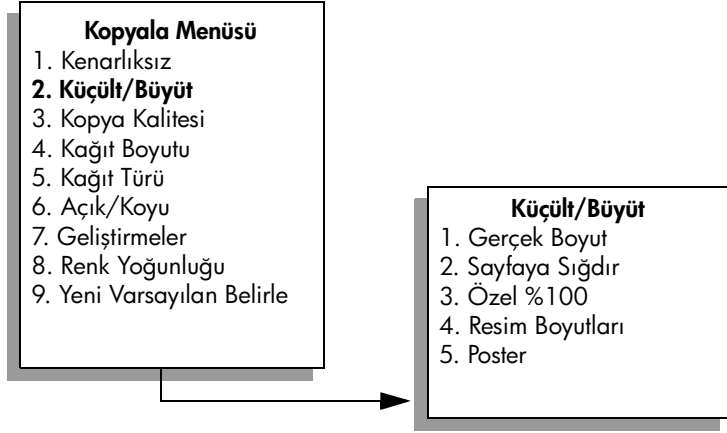 Kopyala Menüsü
1. Kenarlıksız
2. Küçült/Büyüt
3. Kopya Kalitesi
4. Kağıt Boyutu
5. Kağıt Türü
6. Açık/Koyu
7. Geliştirmeler
8. Renk Yoğunluğu
9. Yeni Varsayılan Belirle
Küçült/Büyüt
1. Gerçek Boyut
2. Sayfaya Sığdır
3. Özel %100
4. Resim Boyutları
5. Poster